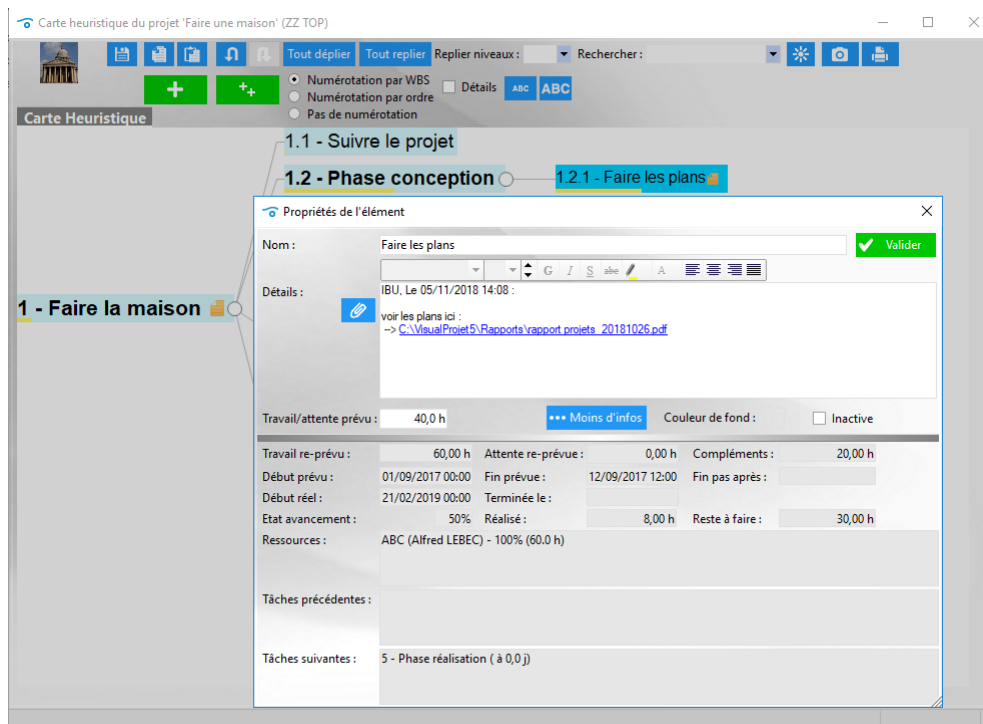 Carte heuristique du projet 'Faire une maison' (ZZ TOP)
Tout déplier Tout replier Replier niveaux : Rechercher :
Numérotation par WBS
Détails ABC ABC
Numérotation par ordre
Pas de numérotation
Carte Heuristique
1.1 - Suivre le projet
1.2 - Phase conception 1.2.1 - Faire les plans
1 - Faire la maison
Propriétés de l'élément
Nom : Faire les plans Valider
G I S abc A
Détails : IBU, Le 05/11/2018 14:08 :
voir les plans ici :
--> C:\VisualProjet5\Rapports\rapport projets_20181026.pdf
Travail/attente prévu : 40,0 h ••• Moins d'infos Couleur de fond : Inactive
Travail re-prévu : 60,00 h Attente re-prévue : 0,00 h Compléments : 20,00 h
Début prévu : 01/09/2017 00:00 Fin prévue : 12/09/2017 12:00 Fin pas après :
Début réel : 21/02/2019 00:00 Terminée le :
Etat avancement : 50% Réalisé : 8,00 h Reste à faire : 30,00 h
Ressources : ABC (Alfred LEBEC) - 100% (60.0 h)
Tâches précédentes :
Tâches suivantes : 5 - Phase réalisation ( à 0,0 j)